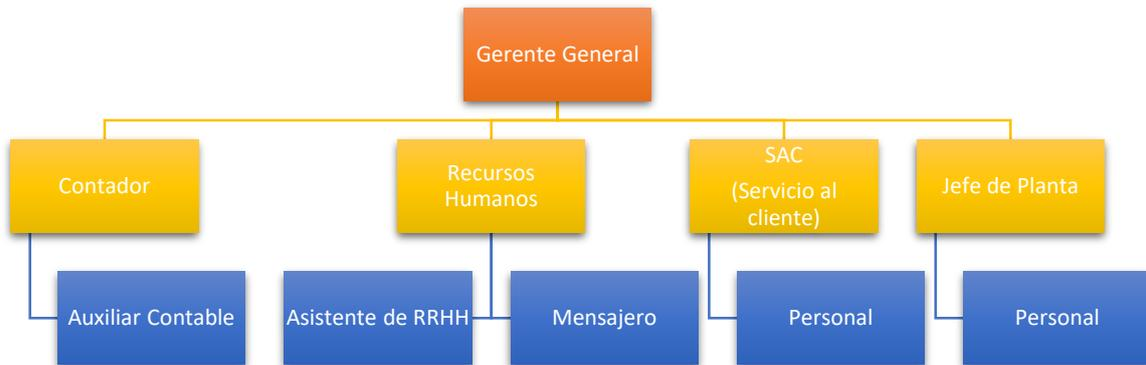 Gerente General
Contador
Recursos
Humanos
SAC
(Servicio al
cliente)
Jefe de Planta
Auxiliar Contable
Asistente de RRHH
Mensajero
Personal
Personal